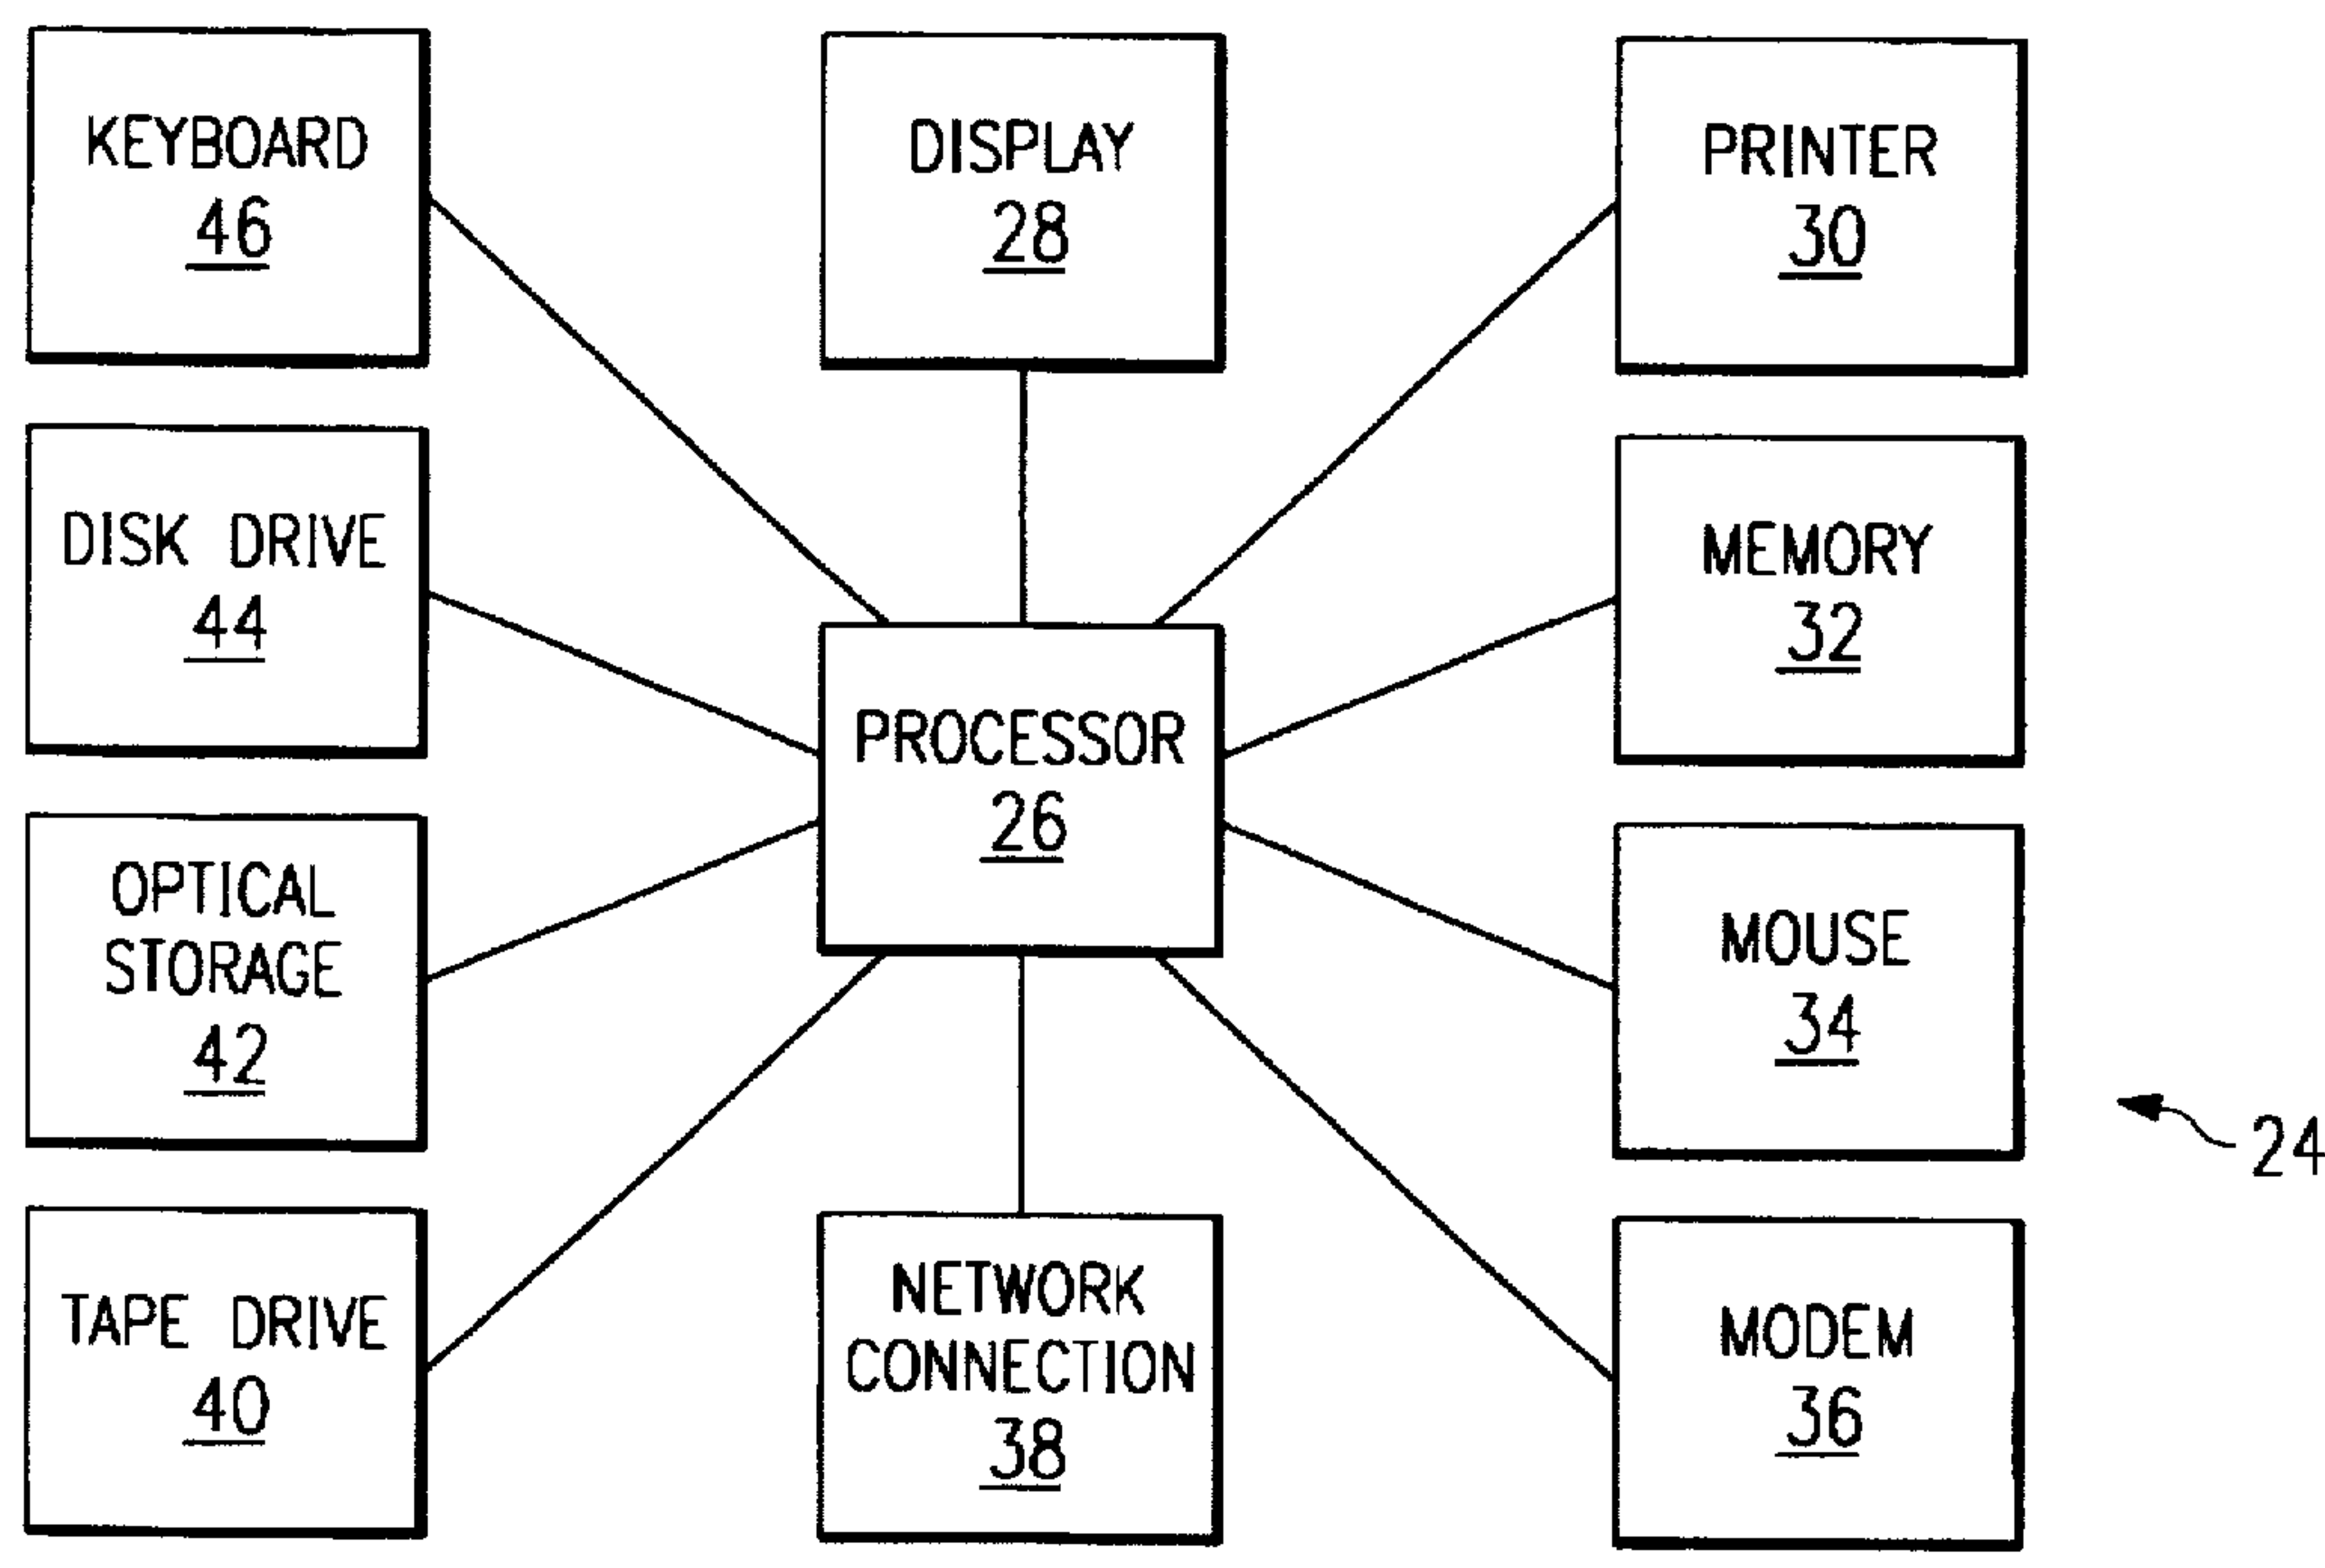 KEYBOARD
46
DISPLAY
28
PRINTER
30
DISK DRIVE
44
MEMORY
32
PROCESSOR
26
OPTICAL
STORAGE
42
MOUSE
34
24
TAPE DRIVE
40
NETWORK
CONNECTION
38
MODEM
36